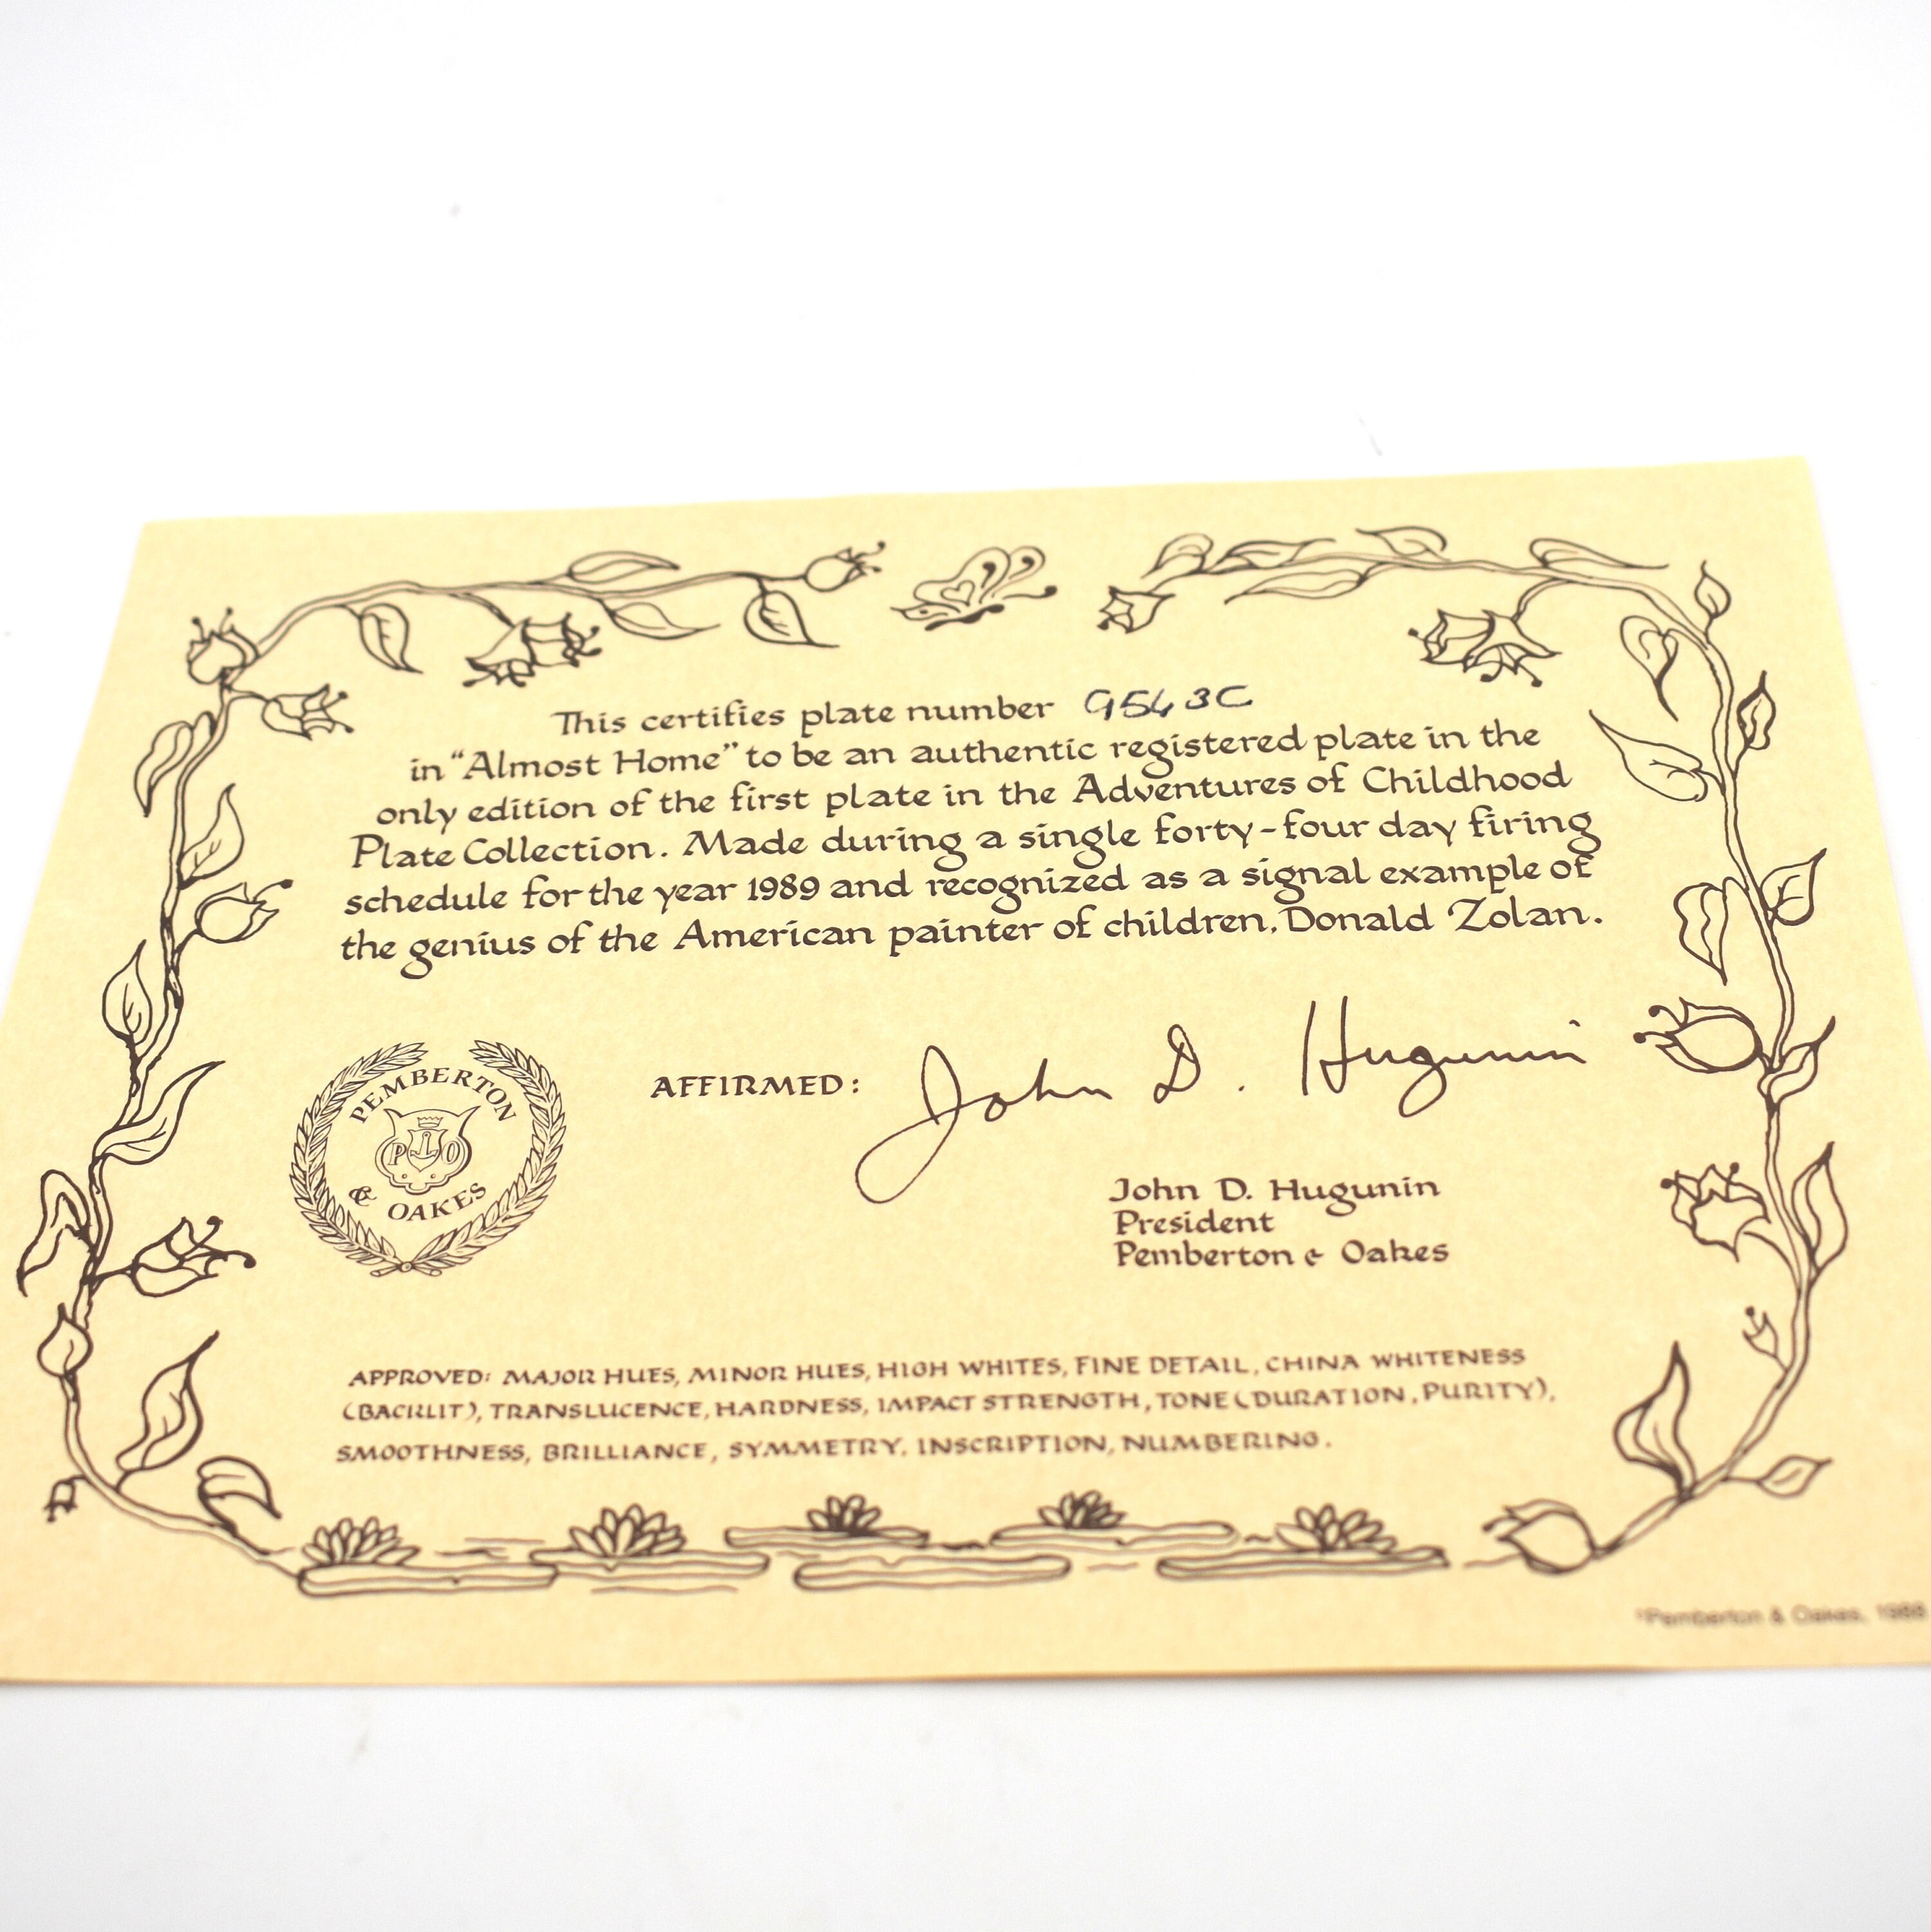 This certifies plate number 9543C
in “Almost Home” to be an authentic registered plate in the
only edition of the first plate in the Adventures of Childhood
Plate Collection. Made during a single forty-four day firing
schedule for the year 1989 and recognized as a signal example of
the genius of the American painter of children, Donald Zolan.
PEMBERTON
P O
& OAKES
AFFIRMED: John D. Hugunin
John D. Hugunin
President
Pemberton & Oakes
APPROVED: MAJOR HUES, MINOR HUES, HIGH WHITES, FINE DETAIL, CHINA WHITENESS
(BACKLIT), TRANSLUCENCE, HARDNESS, IMPACT STRENGTH, TONE (DURATION, PURITY),
SMOOTHNESS, BRILLIANCE, SYMMETRY, INSCRIPTION, NUMBERING.
Pemberton & Oakes,